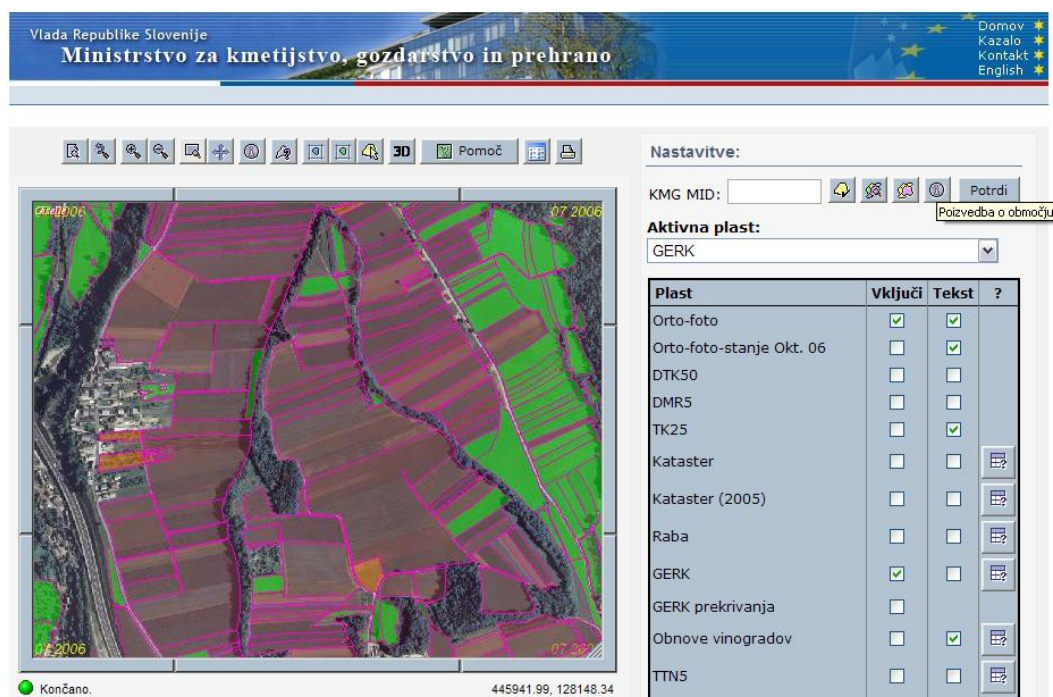 Vlada Republike Slovenije
Ministrstvo za kmetijstvo, gozdarstvo in prehrano
Domov
Kazalo
Kontakt
English
3D
Pomoč
Nastavitve:
KMG MID:
Potrdi
Poizvedba o območju
Aktivna plast:
GERK
Plast Vključi Tekst ?
Orto-foto
Orto-foto-stanje Okt. 06
DTK50
DMR5
TK25
Kataster
Kataster (2005)
Raba
GERK
GERK prekrivanja
Obnove vinogradov
TTN5
07 2006
07 2006
Končano.
445941.99, 128148.34